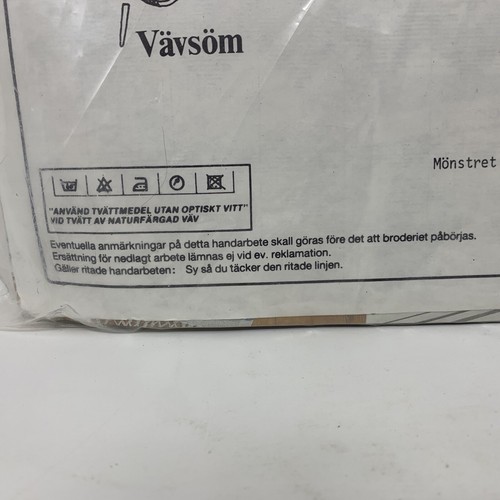 Vävsöm
Mönstret
"ANVÄND TVÄTTMEDEL UTAN OPTISKT VITT"
VID TVÄTT AV NATURFÄRGAD VÄV
Eventuella anmärkningar på detta handarbete skall göras före det att broderiet påbörjas.
Ersättning för nedlagt arbete lämnas ej vid ev. reklamation.
Gäller ritade handarbeten: Sy så du täcker den ritade linjen.